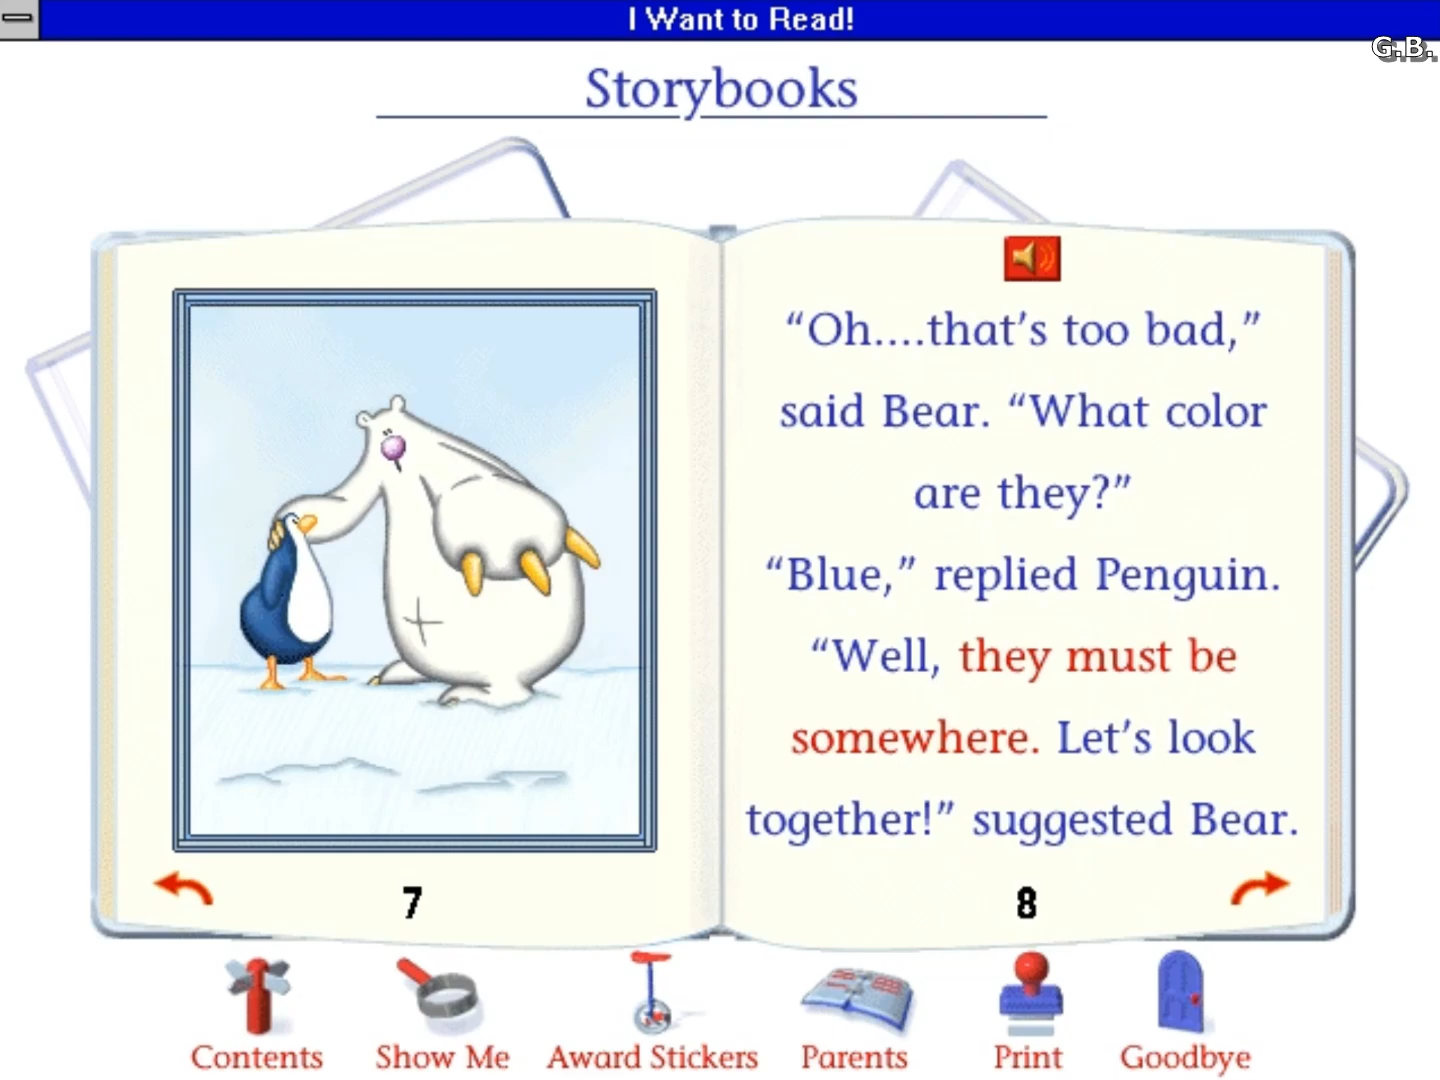 I Want to Read!
G.B.
Storybooks
“Oh....that’s too bad,”
said Bear. “What color
are they?”
“Blue,” replied Penguin.
“Well, they must be
somewhere. Let’s look
together!” suggested Bear.
7
8
Contents
Show Me
Award Stickers
Parents
Print
Goodbye